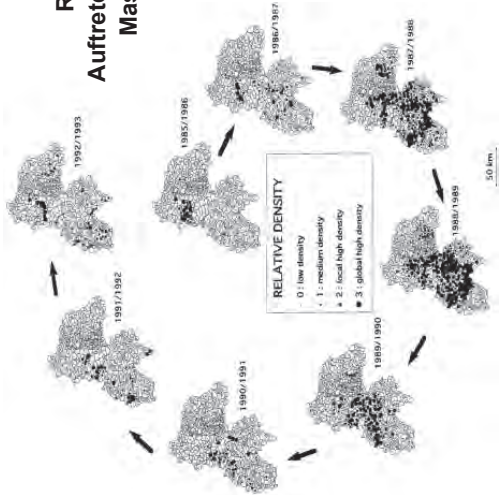 R
Auftrete
Mas
1992/1993
1985/1986
1986/1987
1991/1992
RELATIVE DENSITY
0 : low density
1 : medium density
2 : local high density
3 : global high density
1987/1988
1990/1991
1989/1990
1988/1989
50 km